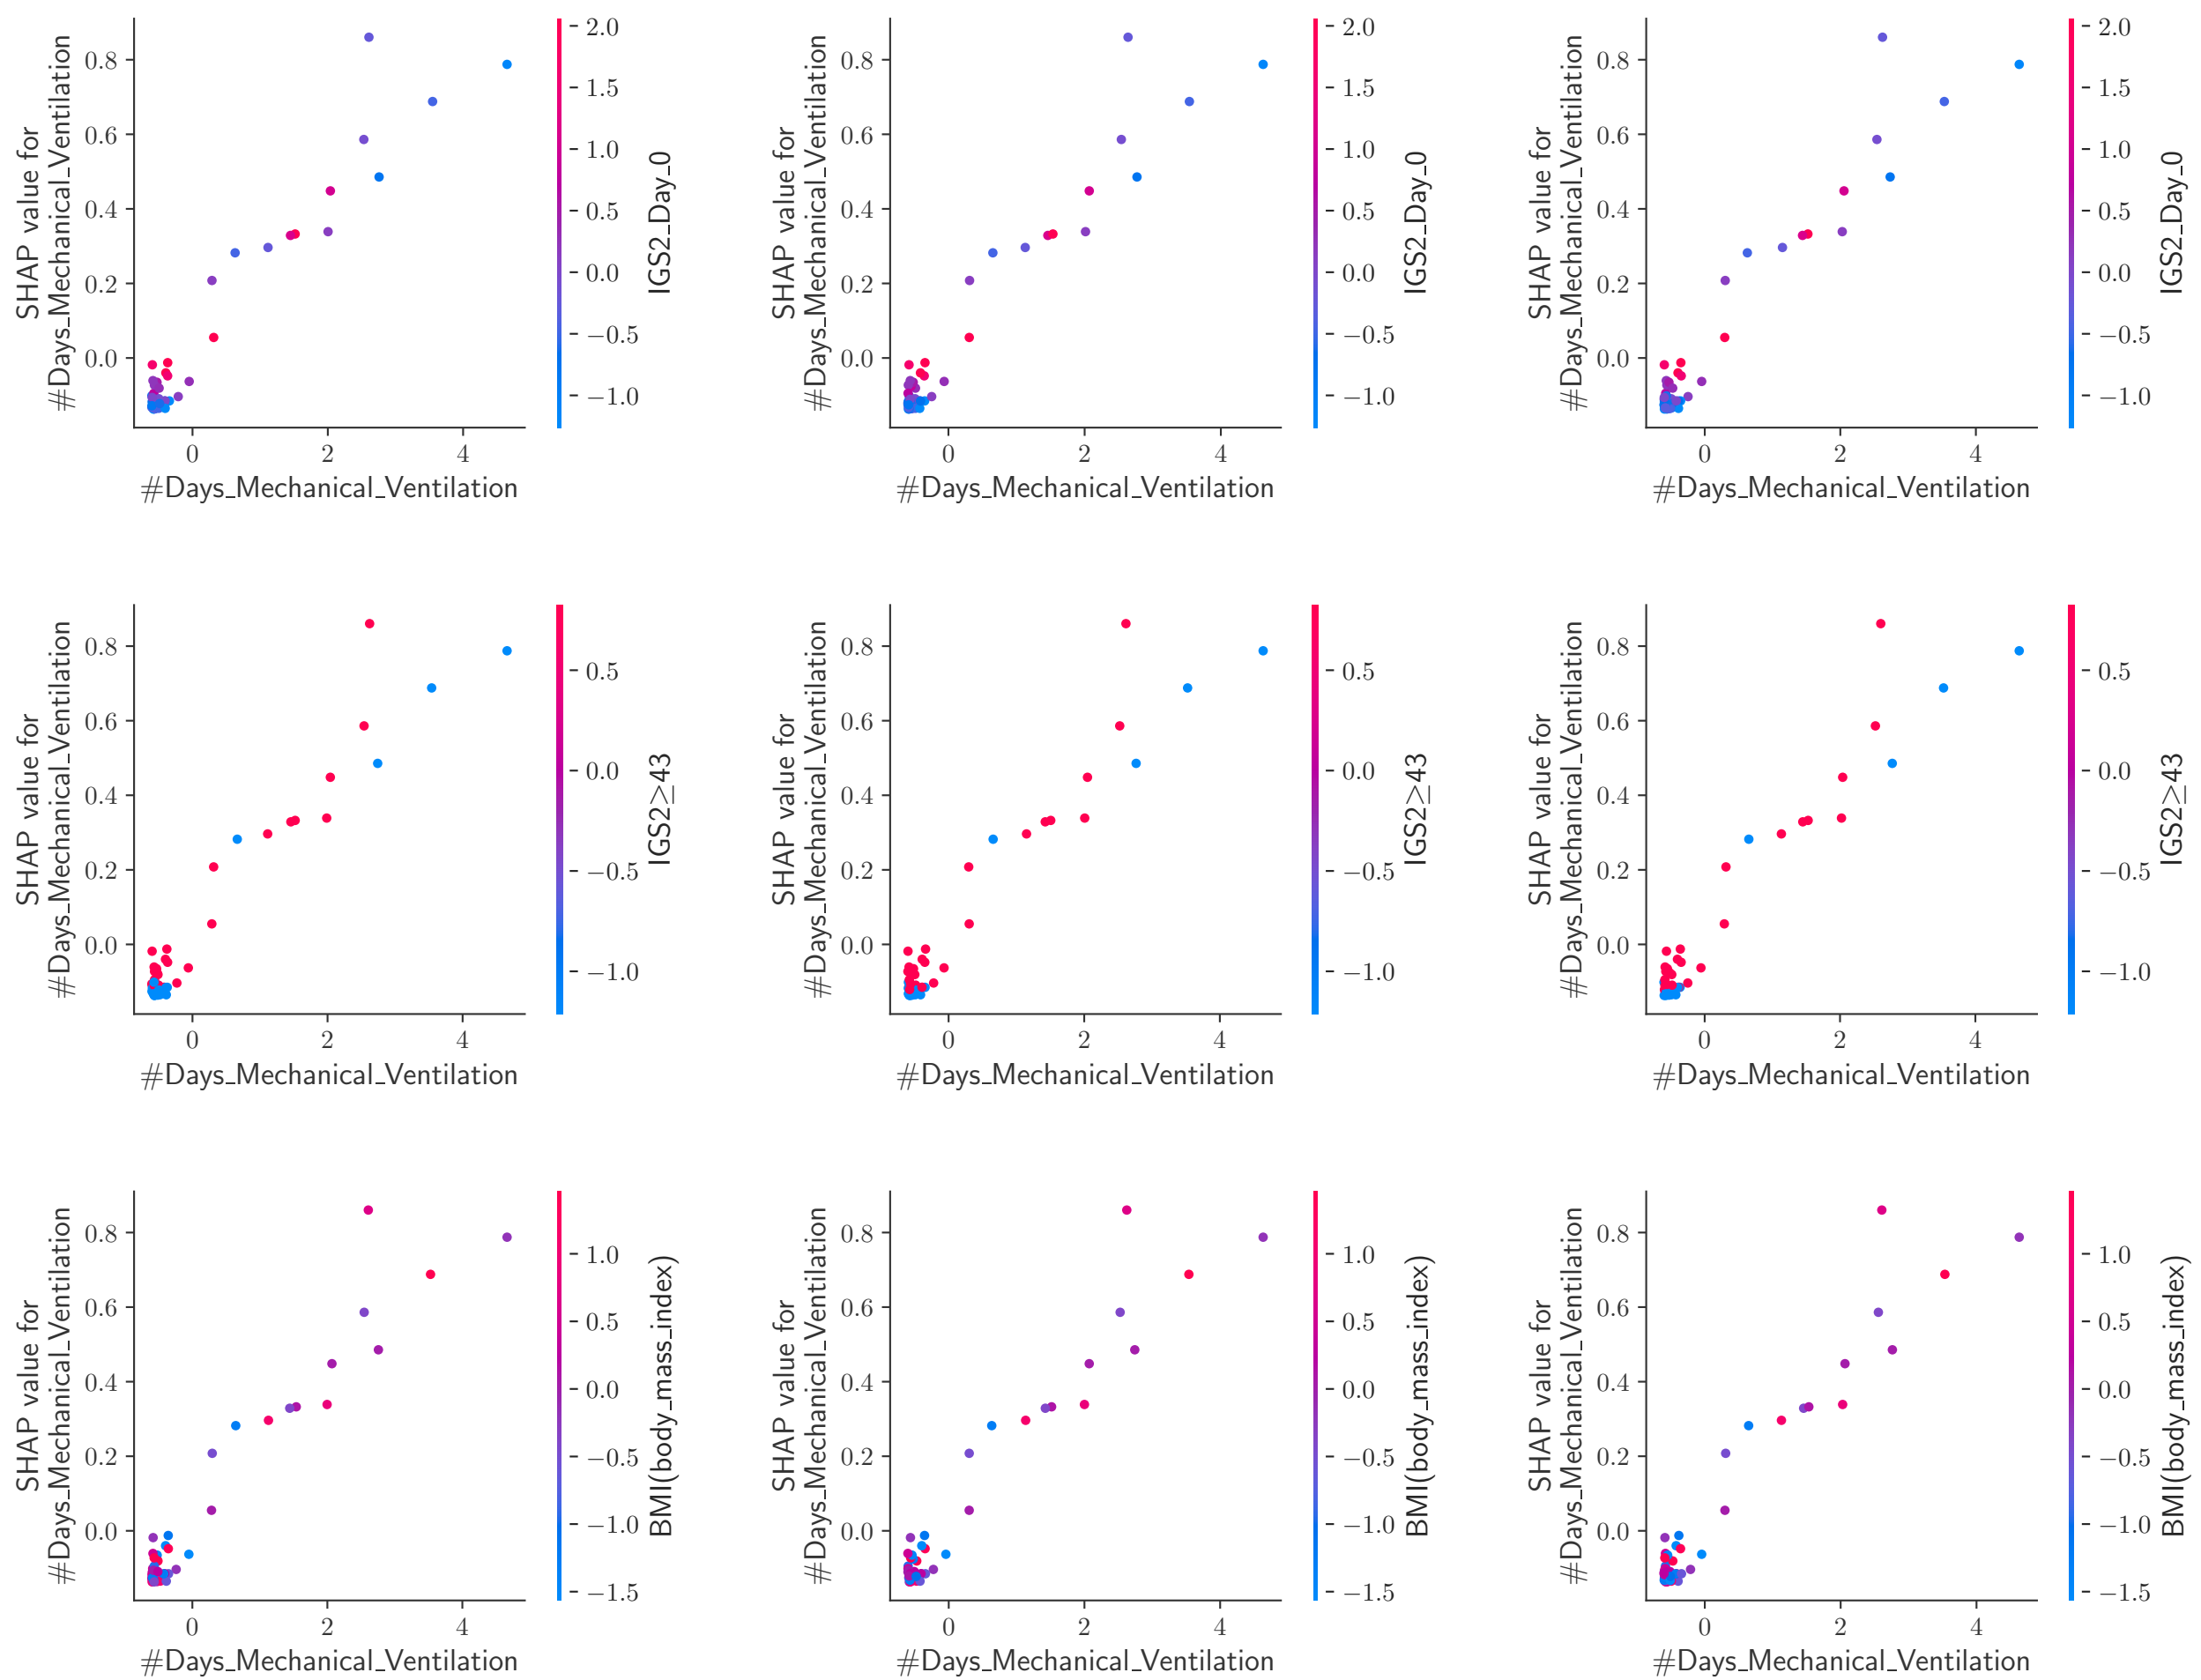 SHAP value for
#Days_Mechanical_Ventilation
0.8
0.6
0.4
0.2
0.0
0 2 4
#Days_Mechanical_Ventilation
2.0
1.5
1.0
0.5
0.0
−0.5
−1.0
IGS2_Day_0
SHAP value for
#Days_Mechanical_Ventilation
0.8
0.6
0.4
0.2
0.0
0 2 4
#Days_Mechanical_Ventilation
2.0
1.5
1.0
0.5
0.0
−0.5
−1.0
IGS2_Day_0
SHAP value for
#Days_Mechanical_Ventilation
0.8
0.6
0.4
0.2
0.0
0 2 4
#Days_Mechanical_Ventilation
2.0
1.5
1.0
0.5
0.0
−0.5
−1.0
IGS2_Day_0
SHAP value for
#Days_Mechanical_Ventilation
0.8
0.6
0.4
0.2
0.0
0 2 4
#Days_Mechanical_Ventilation
0.5
0.0
−0.5
−1.0
IGS2≥43
SHAP value for
#Days_Mechanical_Ventilation
0.8
0.6
0.4
0.2
0.0
0 2 4
#Days_Mechanical_Ventilation
0.5
0.0
−0.5
−1.0
IGS2≥43
SHAP value for
#Days_Mechanical_Ventilation
0.8
0.6
0.4
0.2
0.0
0 2 4
#Days_Mechanical_Ventilation
0.5
0.0
−0.5
−1.0
IGS2≥43
SHAP value for
#Days_Mechanical_Ventilation
0.8
0.6
0.4
0.2
0.0
0 2 4
#Days_Mechanical_Ventilation
1.0
0.5
0.0
−0.5
−1.0
−1.5
BMI(body_mass_index)
SHAP value for
#Days_Mechanical_Ventilation
0.8
0.6
0.4
0.2
0.0
0 2 4
#Days_Mechanical_Ventilation
1.0
0.5
0.0
−0.5
−1.0
−1.5
BMI(body_mass_index)
SHAP value for
#Days_Mechanical_Ventilation
0.8
0.6
0.4
0.2
0.0
0 2 4
#Days_Mechanical_Ventilation
1.0
0.5
0.0
−0.5
−1.0
−1.5
BMI(body_mass_index)